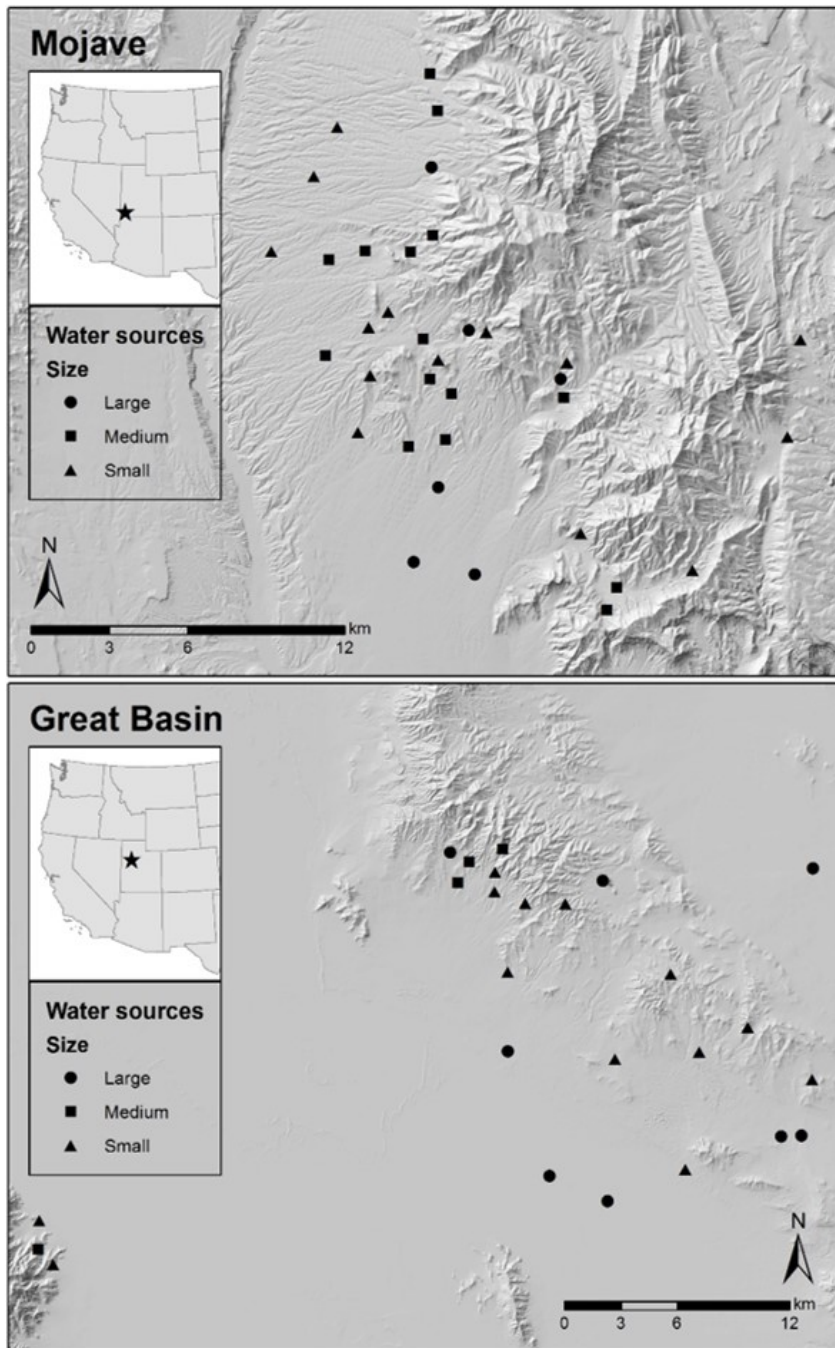 Mojave
Water sources
Size
Large
Medium
Small
N
km
0 3 6 12
Great Basin
Water sources
Size
Large
Medium
Small
N
km
0 3 6 12